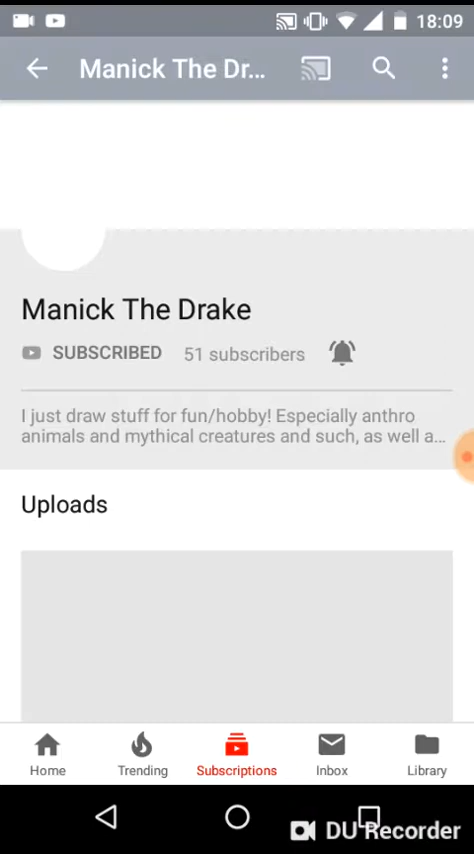 18:09
Manick The Dr...
Manick The Drake
SUBSCRIBED 51 subscribers
I just draw stuff for fun/hobby! Especially anthro
animals and mythical creatures and such, as well a...
Uploads
Home Trending Subscriptions Inbox Library
DU Recorder